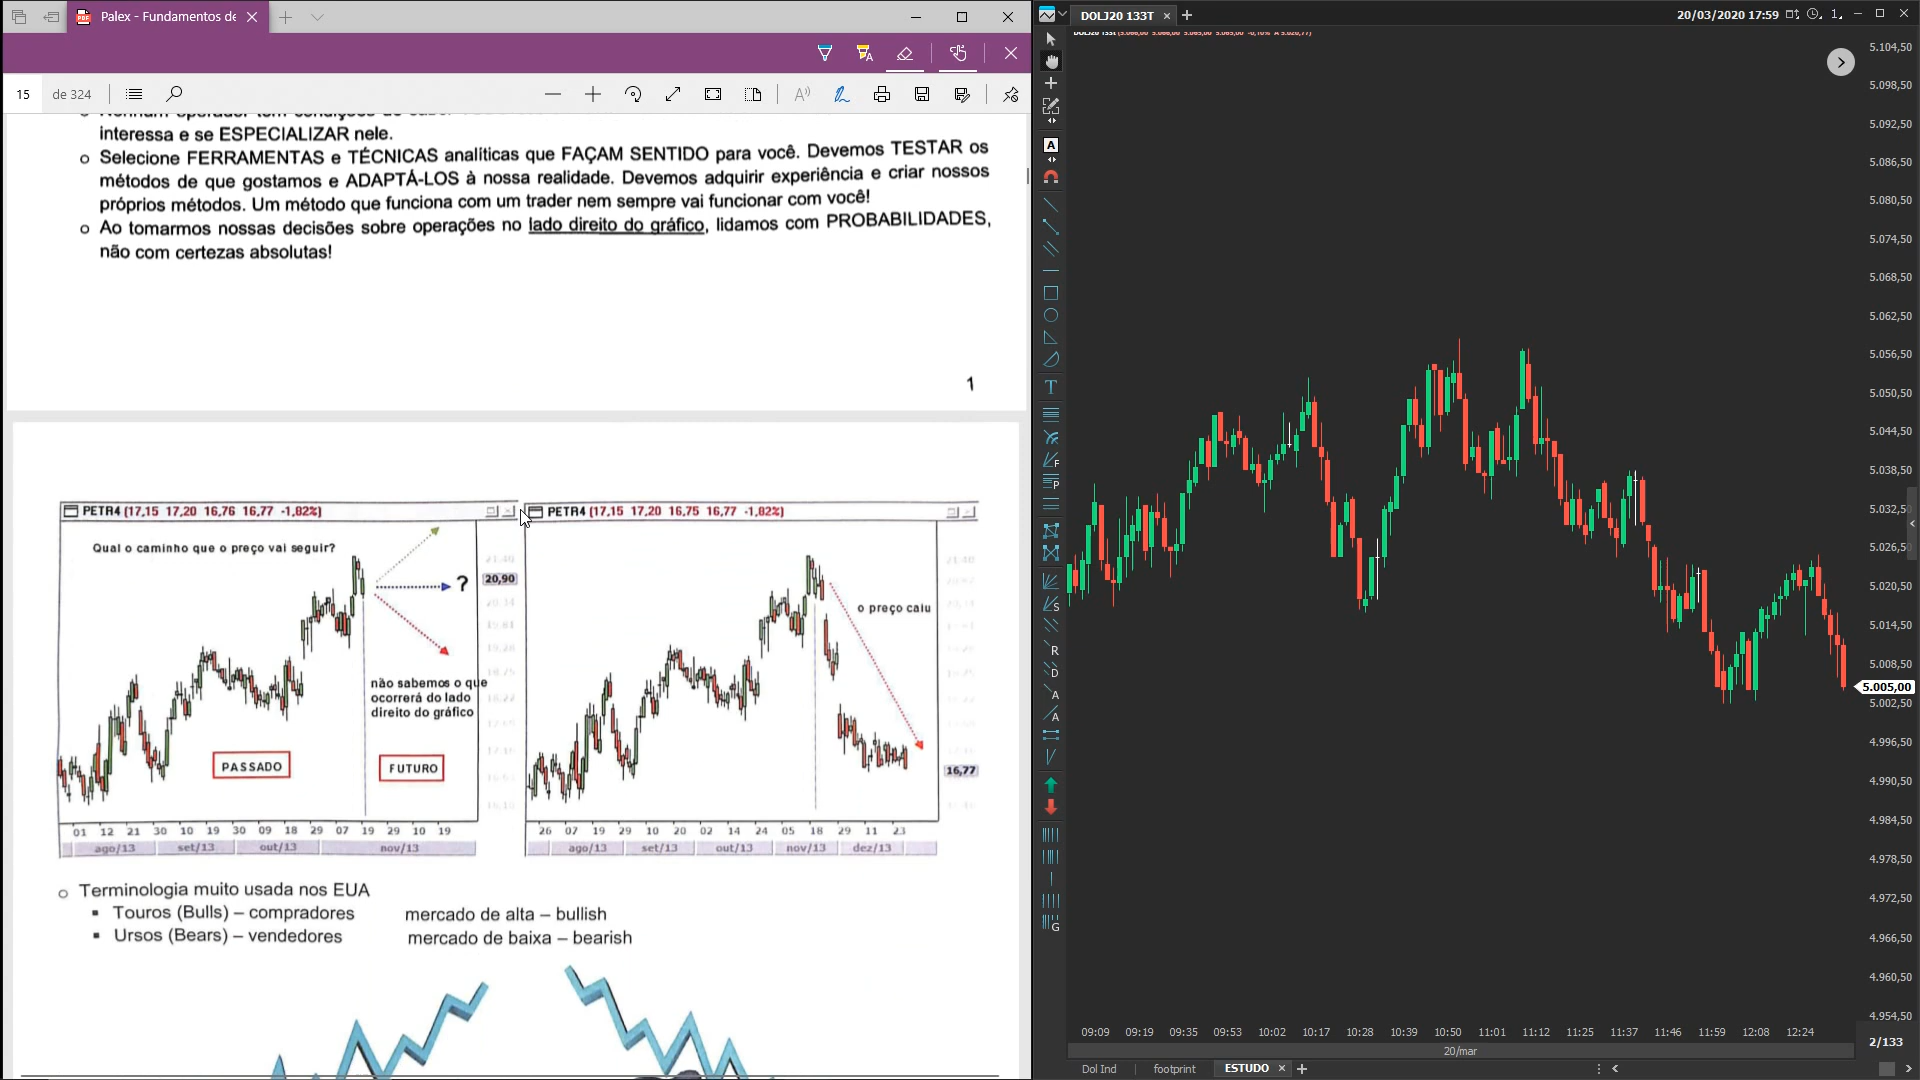 Palex - Fundamentos de
15 de 324
interessa e se ESPECIALIZAR nele.
o Selecione FERRAMENTAS e TÉCNICAS analíticas que FAÇAM SENTIDO para você. Devemos TESTAR os
métodos de que gostamos e ADAPTÁ-LOS à nossa realidade. Devemos adquirir experiência e criar nossos
próprios métodos. Um método que funciona com um trader nem sempre vai funcionar com você!
o Ao tomarmos nossas decisões sobre operações no lado direito do gráfico, lidamos com PROBABILIDADES,
não com certezas absolutas!
1
PETR4 (17,15 17,20 16,76 16,77 -1,82%)
Qual o caminho que o preço vai seguir?
?
20,90
não sabemos o que
ocorrerá do lado
direito do gráfico
PASSADO
FUTURO
01 12 21 30 10 19 30 09 18 29 07 19 29 10 19
ago/13 set/13 out/13 nov/13
PETR4 (17,15 17,20 16,75 16,77 -1,82%)
o preço caiu
16,77
26 07 19 29 10 20 02 14 24 05 18 29 11 23
ago/13 set/13 out/13 nov/13 dez/13
o Terminologia muito usada nos EUA
▪ Touros (Bulls) – compradores mercado de alta – bullish
▪ Ursos (Bears) – vendedores mercado de baixa – bearish
DOLJ20 133T
20/03/2020 17:59
5.104,50
5.098,50
5.092,50
5.086,50
5.080,50
5.074,50
5.068,50
5.062,50
5.056,50
5.050,50
5.044,50
5.038,50
5.032,50
5.026,50
5.020,50
5.014,50
5.008,50
5.005,00
5.002,50
4.996,50
4.990,50
4.984,50
4.978,50
4.972,50
4.966,50
4.960,50
4.954,50
09:09 09:19 09:35 09:53 10:02 10:17 10:28 10:39 10:50 11:01 11:12 11:25 11:37 11:46 11:59 12:08 12:24
2/133
20/mar
Dol Ind footprint ESTUDO